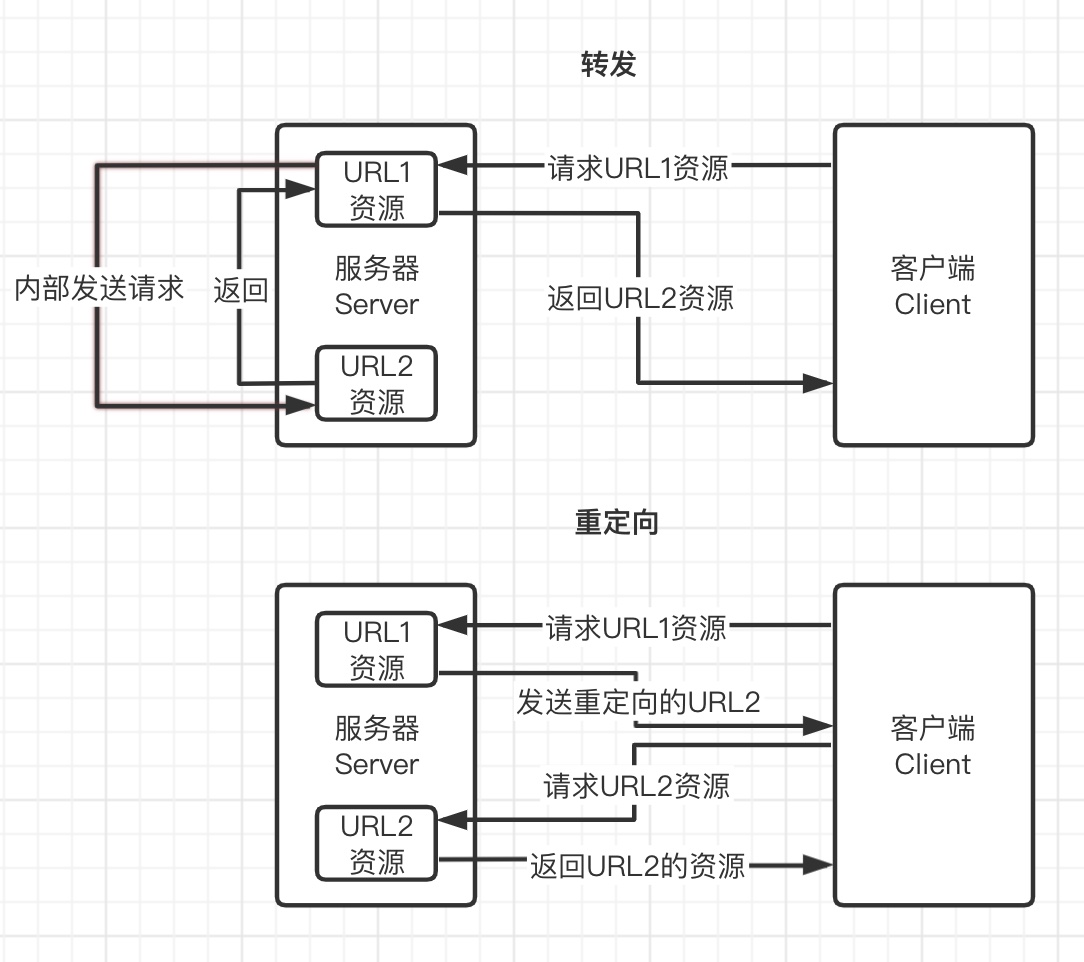 转发
URL1
资源
请求URL1资源
内部发送请求
返回
服务器
Server
返回URL2资源
客户端
Client
URL2
资源
重定向
URL1
资源
请求URL1资源
发送重定向的URL2
服务器
Server
客户端
Client
请求URL2资源
URL2
资源
返回URL2的资源